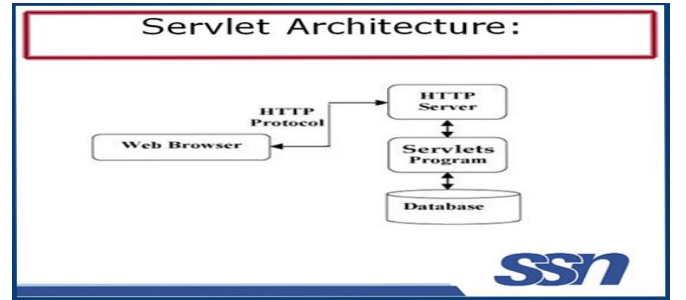 Servlet Architecture:
HTTP
Server
HTTP
Protocol
Web Browser
Servlets
Program
Database
ssn